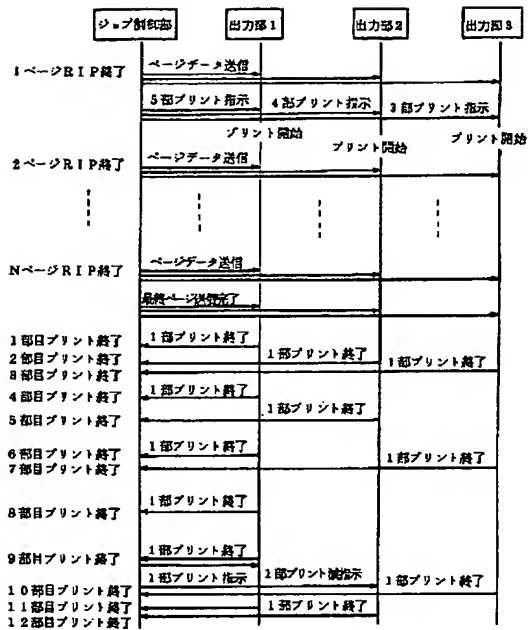 ジョブ制御部 出力部1 出力部2 出力部3
1ページRIP終了 ページデータ送信
5部プリント指示 4部プリント指示 3部プリント指示
プリント開始 プリント開始 プリント開始
2ページRIP終了 ページデータ送信
NページRIP終了 ページデータ送信
最終ページ送信完了
1部目プリント終了 1部プリント終了
2部目プリント終了 1部プリント終了
3部目プリント終了 1部プリント終了
4部目プリント終了 1部プリント終了
5部目プリント終了 1部プリント終了
6部目プリント終了 1部プリント終了
7部目プリント終了 1部プリント終了
8部目プリント終了 1部プリント終了
9部目プリント終了 1部プリント終了
1部プリント指示 1部プリント減指示
10部目プリント終了 1部プリント終了
11部目プリント終了 1部プリント終了
12部目プリント終了